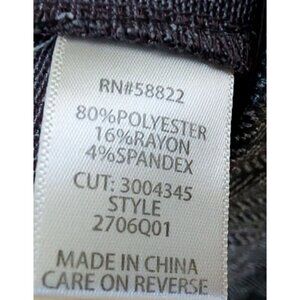 RN#58822
80%POLYESTER
16%RAYON
4%SPANDEX
CUT: 3004345
STYLE
2706Q01
MADE IN CHINA
CARE ON REVERSE